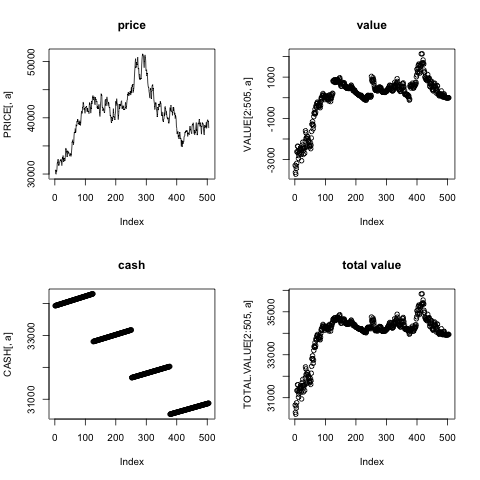 price
PRICE[, a]
30000 40000 50000
0 100 200 300 400 500
Index
value
VALUE[2:505, a]
-3000 -1000 1000
0 100 200 300 400 500
Index
cash
CASH[, a]
31000 33000
0 100 200 300 400 500
Index
total value
TOTAL.VALUE[2:505, a]
31000 33000 35000
0 100 200 300 400 500
Index